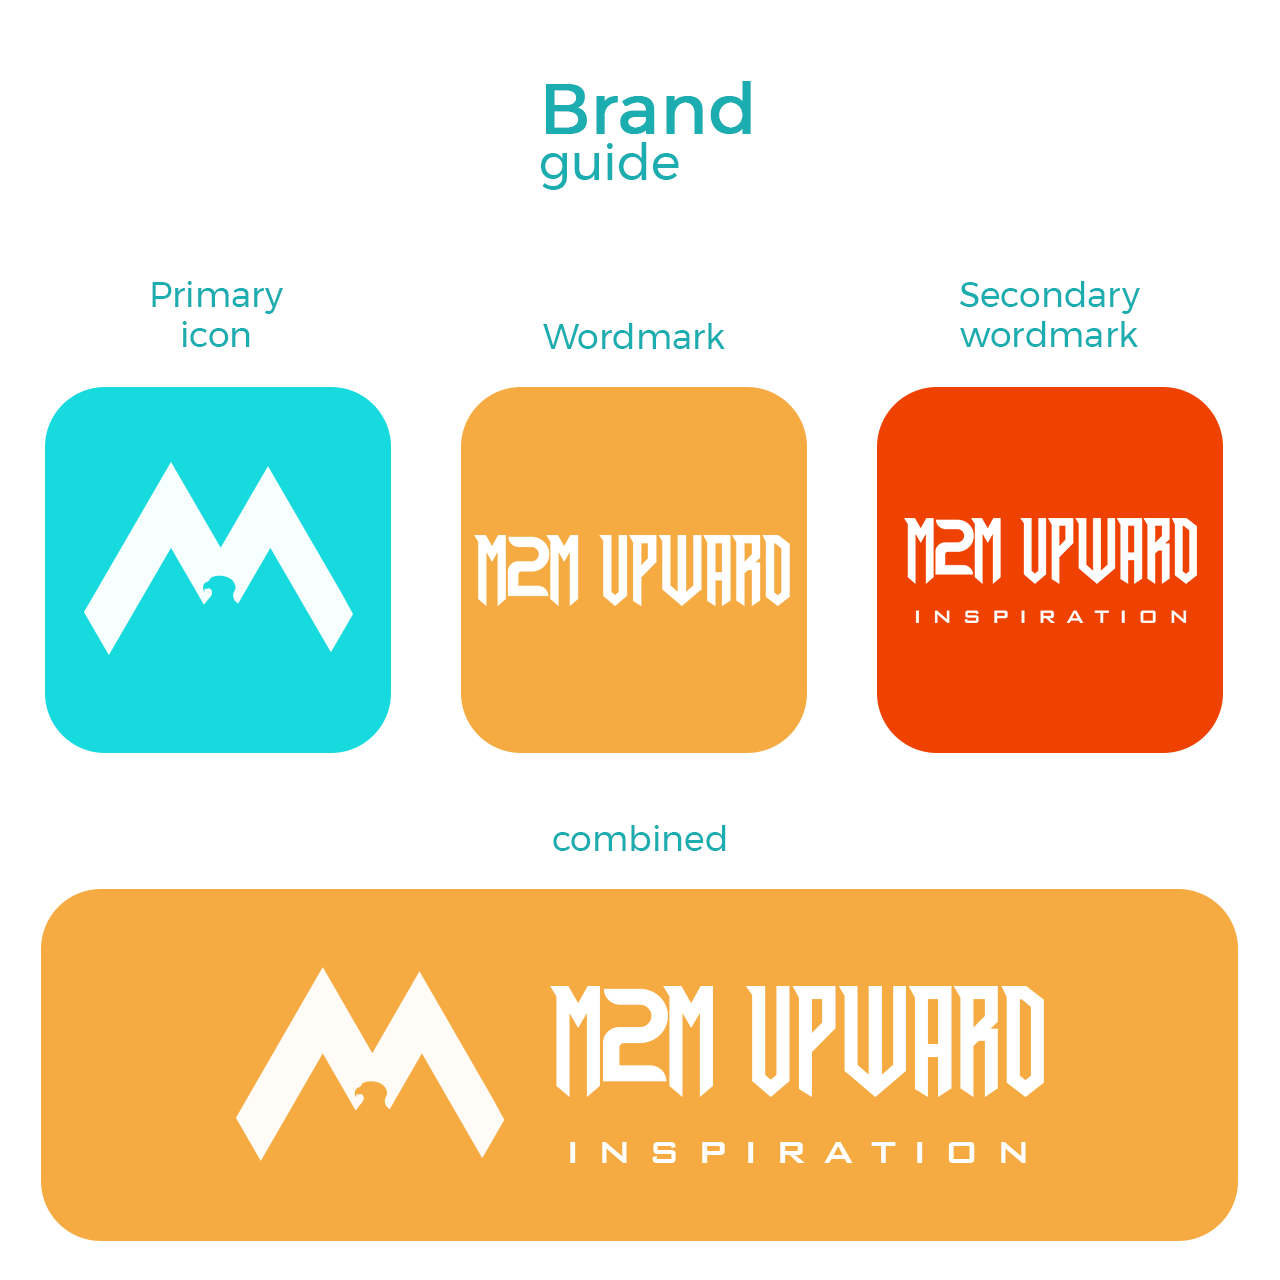 Brand
guide
Primary
icon
Wordmark
Secondary
wordmark
M2M UPWARD
M2M UPWARD
INSPIRATION
combined
M2M UPWARD
INSPIRATION